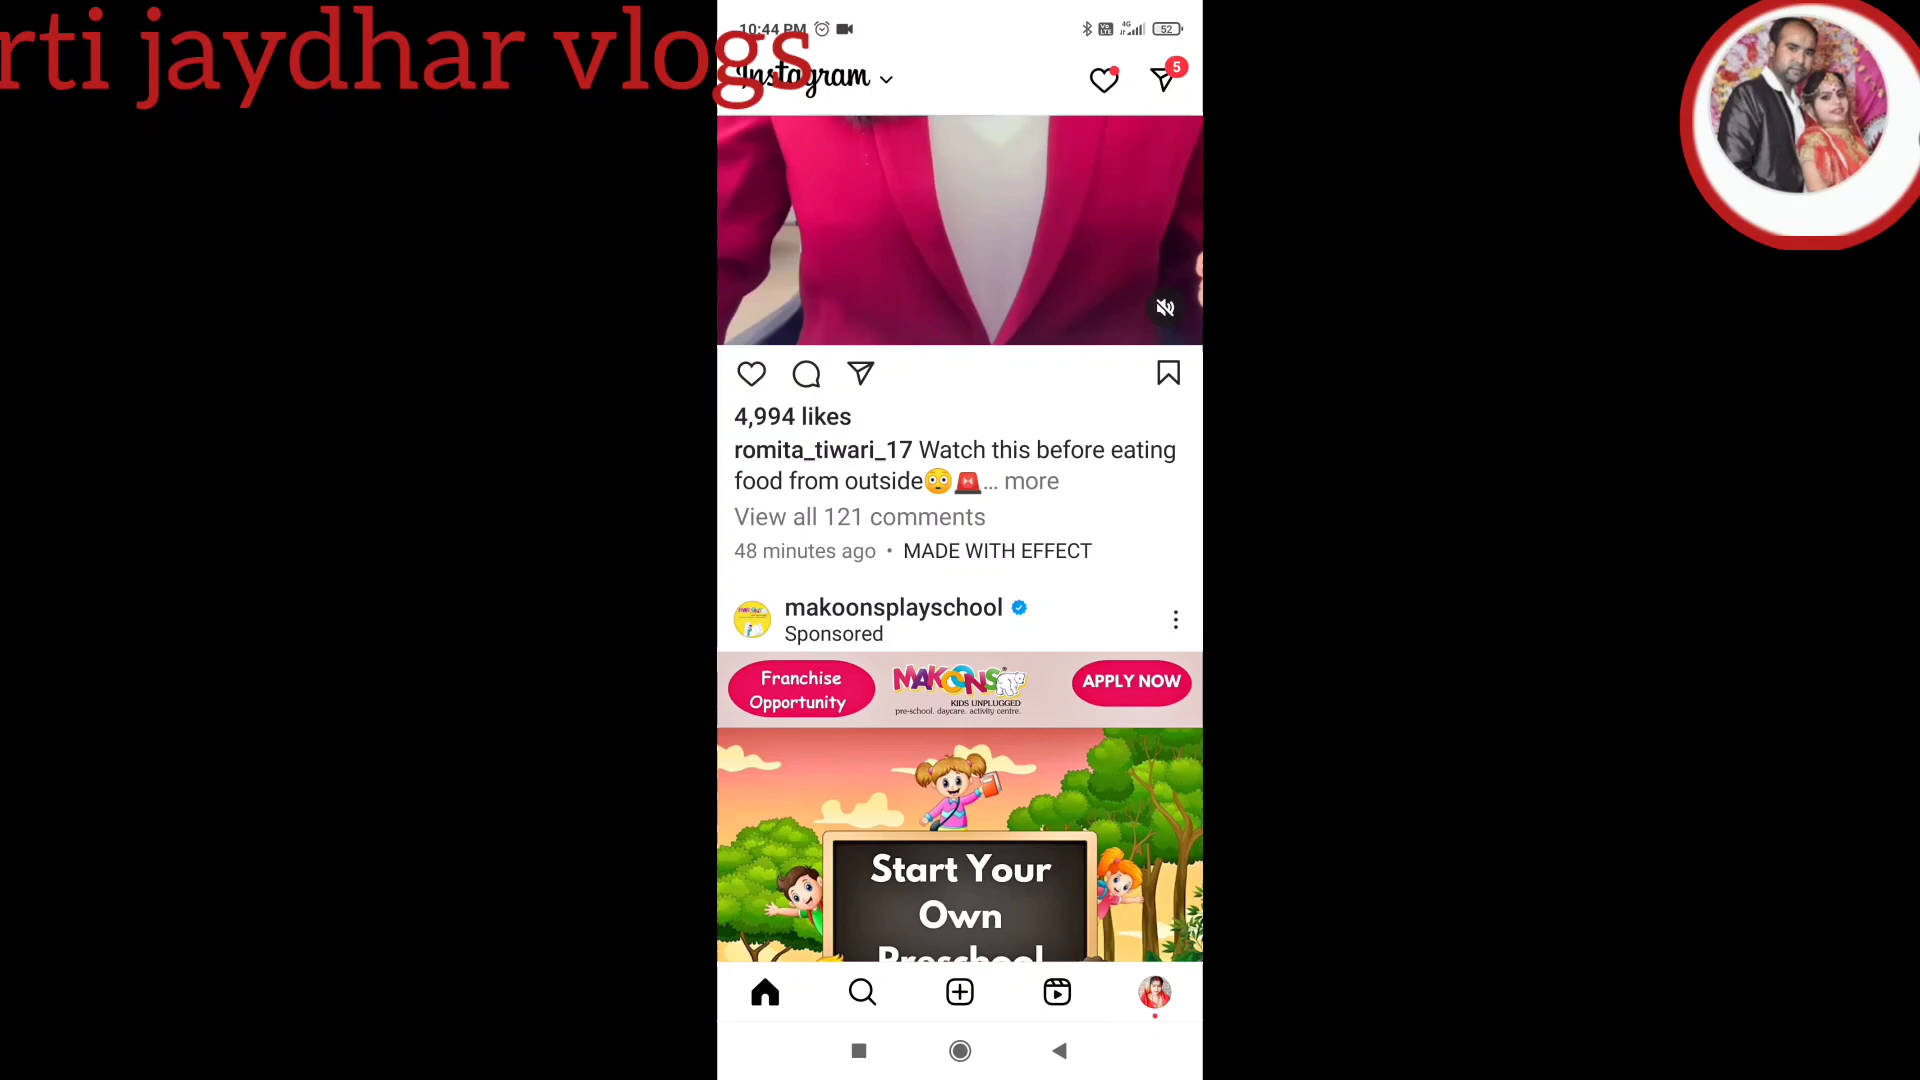 rti jaydhar vlogs
10:44 PM
4G
52
Instagram
5
4,994 likes
romita_tiwari_17 Watch this before eating
food from outside😳🚨... more
View all 121 comments
48 minutes ago • MADE WITH EFFECT
makoonsplayschool
Sponsored
Franchise
Opportunity
MAKOONS
KIDS UNPLUGGED
pre-school. daycare. activity centre.
APPLY NOW
Start Your
Own
Preschool